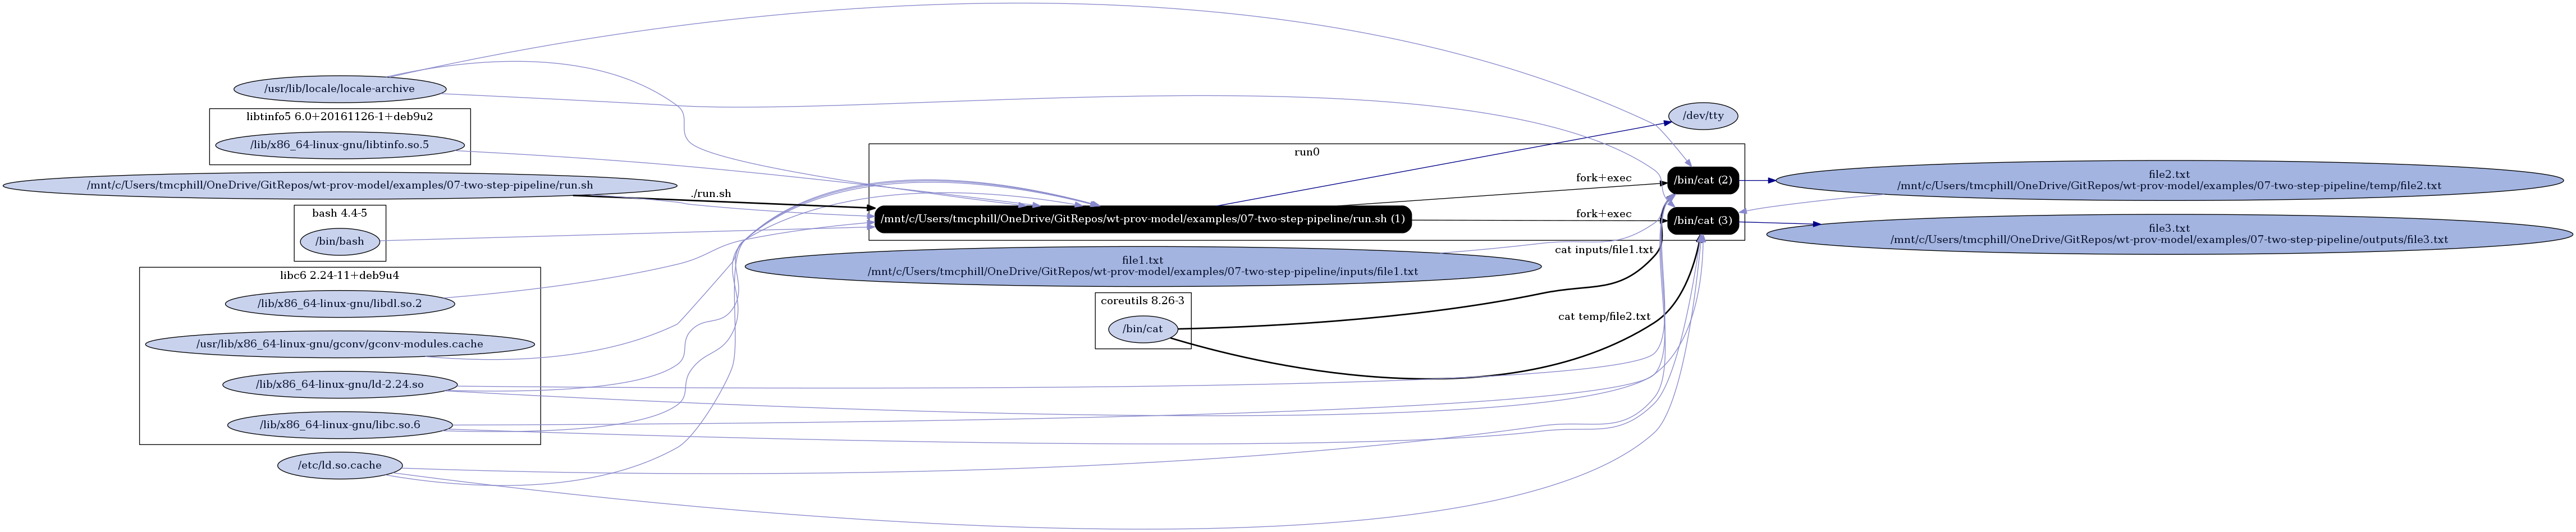 /usr/lib/locale/locale-archive
libtinfo5 6.0+20161126-1+deb9u2
/lib/x86_64-linux-gnu/libtinfo.so.5
/mnt/c/Users/tmcphill/OneDrive/GitRepos/wt-prov-model/examples/07-two-step-pipeline/run.sh
./run.sh
bash 4.4-5
/bin/bash
libc6 2.24-11+deb9u4
/lib/x86_64-linux-gnu/libdl.so.2
/usr/lib/x86_64-linux-gnu/gconv/gconv-modules.cache
/lib/x86_64-linux-gnu/ld-2.24.so
/lib/x86_64-linux-gnu/libc.so.6
/etc/ld.so.cache
run0
/mnt/c/Users/tmcphill/OneDrive/GitRepos/wt-prov-model/examples/07-two-step-pipeline/run.sh (1)
fork+exec
fork+exec
/bin/cat (2)
/bin/cat (3)
file1.txt
/mnt/c/Users/tmcphill/OneDrive/GitRepos/wt-prov-model/examples/07-two-step-pipeline/inputs/file1.txt
cat inputs/file1.txt
coreutils 8.26-3
/bin/cat
cat temp/file2.txt
/dev/tty
file2.txt
/mnt/c/Users/tmcphill/OneDrive/GitRepos/wt-prov-model/examples/07-two-step-pipeline/temp/file2.txt
file3.txt
/mnt/c/Users/tmcphill/OneDrive/GitRepos/wt-prov-model/examples/07-two-step-pipeline/outputs/file3.txt